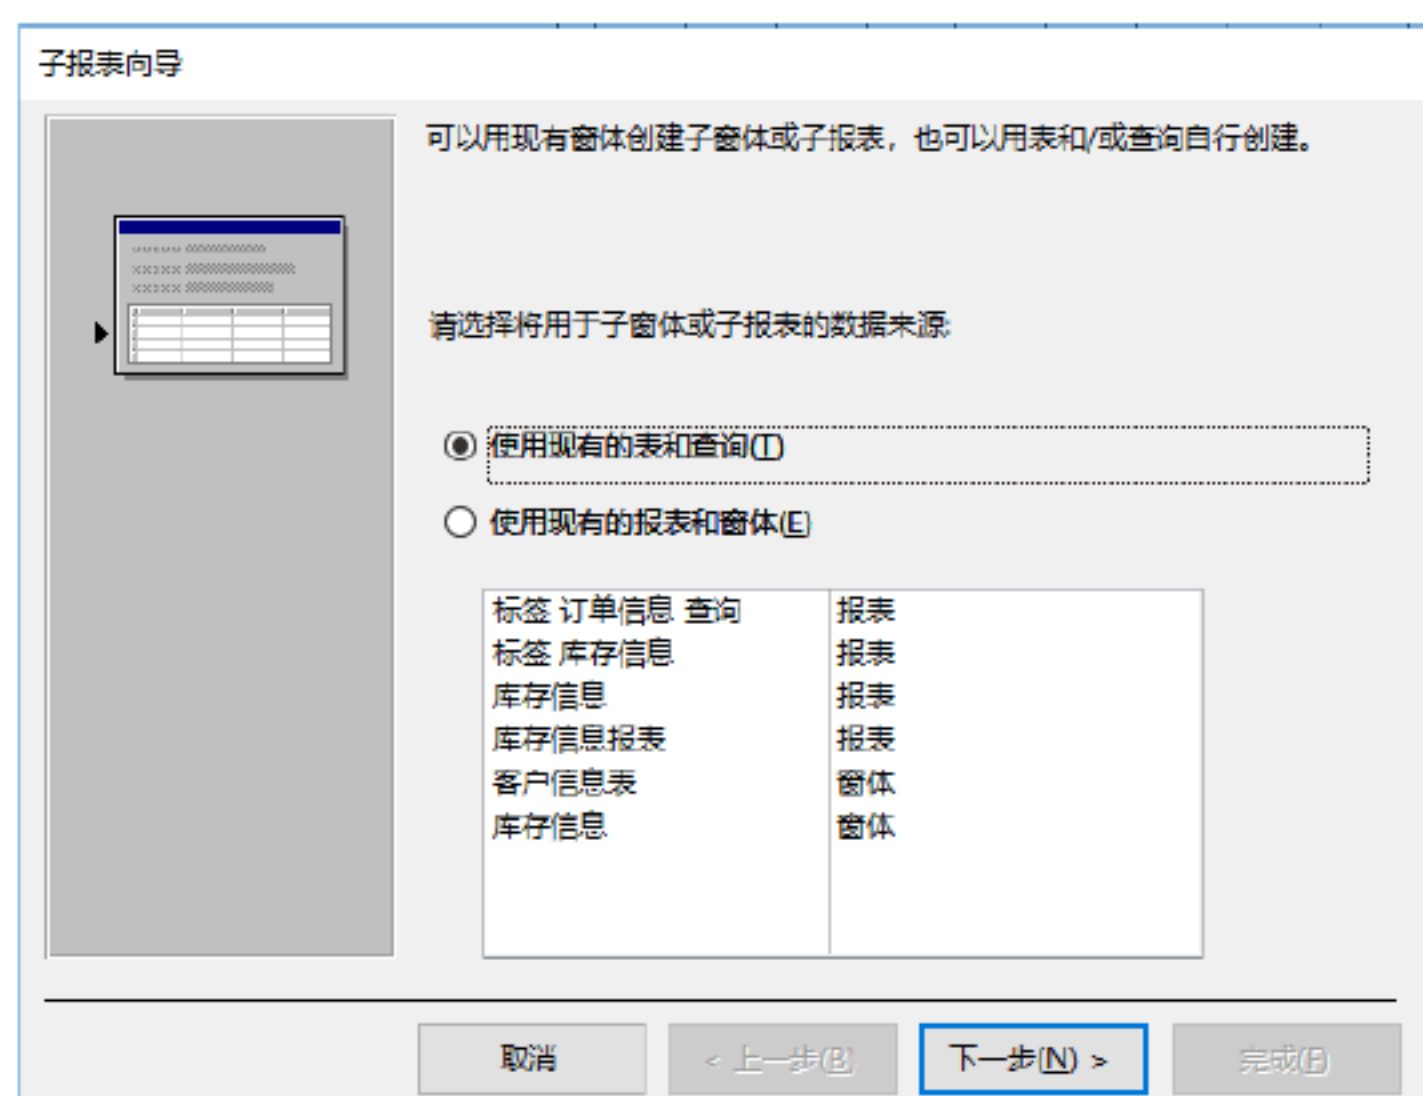 子报表向导
可以用现有窗体创建子窗体或子报表，也可以用表和/或查询自行创建。
请选择将用于子窗体或子报表的数据来源:
使用现有的表和查询(T)
使用现有的报表和窗体(E)
标签 订单信息 查询 报表
标签 库存信息 报表
库存信息 报表
库存信息报表 报表
客户信息表 窗体
库存信息 窗体
取消 < 上一步(B) 下一步(N) > 完成(F)